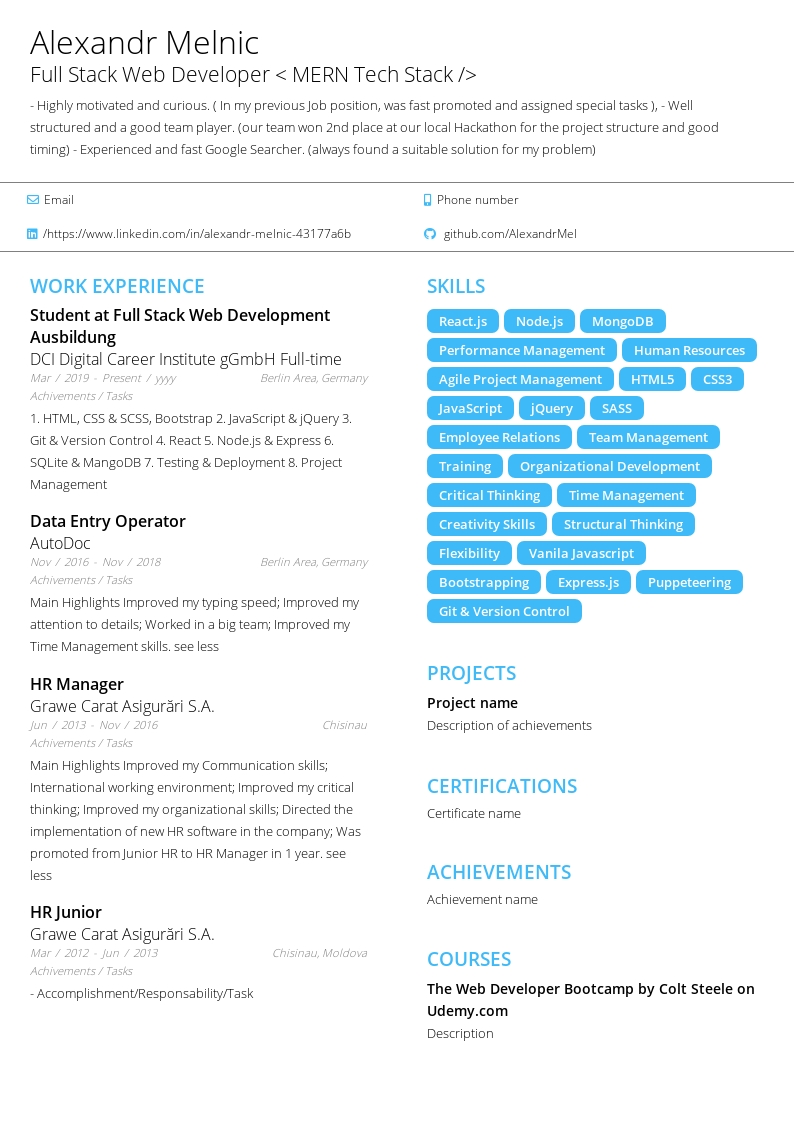 Alexandr Melnic
Full Stack Web Developer < MERN Tech Stack />
- Highly motivated and curious. ( In my previous Job position, was fast promoted and assigned special tasks ), - Well
structured and a good team player. (our team won 2nd place at our local Hackathon for the project structure and good
timing) - Experienced and fast Google Searcher. (always found a suitable solution for my problem)
Email
Phone number
/https://www.linkedin.com/in/alexandr-melnic-43177a6b
github.com/AlexandrMel
WORK EXPERIENCE
Student at Full Stack Web Development
Ausbildung
DCI Digital Career Institute gGmbH Full-time
Mar / 2019 - Present / yyyy Berlin Area, Germany
Achivements / Tasks
1. HTML, CSS & SCSS, Bootstrap 2. JavaScript & jQuery 3.
Git & Version Control 4. React 5. Node.js & Express 6.
SQLite & MongoDB 7. Testing & Deployment 8. Project
Management
Data Entry Operator
AutoDoc
Nov / 2016 - Nov / 2018 Berlin Area, Germany
Achivements / Tasks
Main Highlights Improved my typing speed; Improved my
attention to details; Worked in a big team; Improved my
Time Management skills. see less
HR Manager
Grawe Carat Asigurări S.A.
Jun / 2013 - Nov / 2016 Chisinau
Achivements / Tasks
Main Highlights Improved my Communication skills;
International working environment; Improved my critical
thinking; Improved my organizational skills; Directed the
implementation of new HR software in the company; Was
promoted from Junior HR to HR Manager in 1 year. see
less
HR Junior
Grawe Carat Asigurări S.A.
Mar / 2012 - Jun / 2013 Chisinau, Moldova
Achivements / Tasks
- Accomplishment/Responsability/Task
SKILLS
React.js Node.js MongoDB
Performance Management Human Resources
Agile Project Management HTML5 CSS3
JavaScript jQuery SASS
Employee Relations Team Management
Training Organizational Development
Critical Thinking Time Management
Creativity Skills Structural Thinking
Flexibility Vanila Javascript
Bootstrapping Express.js Puppeteering
Git & Version Control
PROJECTS
Project name
Description of achievements
CERTIFICATIONS
Certificate name
ACHIEVEMENTS
Achievement name
COURSES
The Web Developer Bootcamp by Colt Steele on
Udemy.com
Description